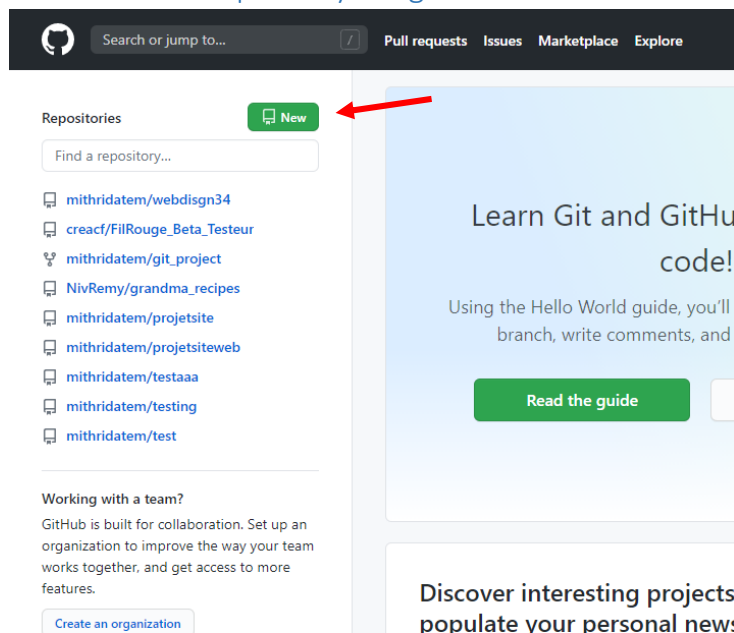 Search or jump to... /
Pull requests Issues Marketplace Explore
Repositories
New
Find a repository...
mithridatem/webdisgn34
creacf/FilRouge_Beta_Testeur
mithridatem/git_project
NivRemy/grandma_recipes
mithridatem/projetsite
mithridatem/projetsiteweb
mithridatem/testaaa
mithridatem/testing
mithridatem/test
Working with a team?
GitHub is built for collaboration. Set up an
organization to improve the way your team
works together, and get access to more
features.
Create an organization
Learn Git and
code!
Using the Hello World guide, you'll
branch, write comments, and
Read the guide
Discover interesting projects
populate your personal